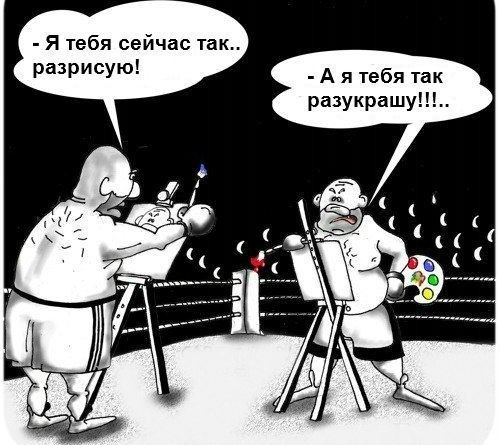 - Я тебя сейчас так..
разрисую!
- А я тебя так
разукрашу!!!..